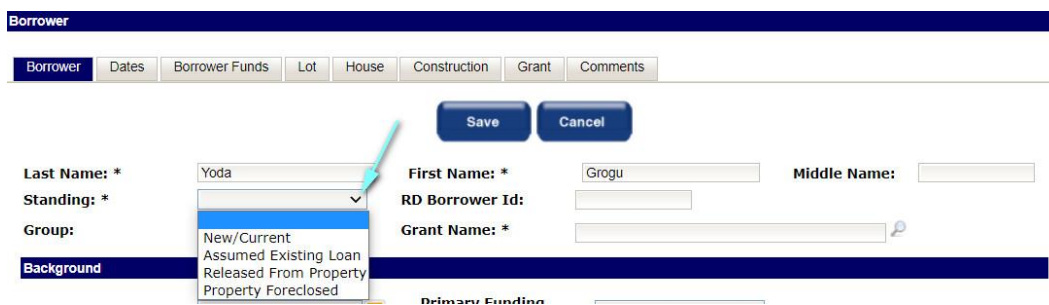 Borrower
Borrower Dates Borrower Funds Lot House Construction Grant Comments
Save Cancel
Last Name: * Yoda First Name: * Grogu Middle Name:
Standing: * RD Borrower Id:
Group: Grant Name: *
New/Current
Assumed Existing Loan
Released From Property
Property Foreclosed
Background
Primary Funding